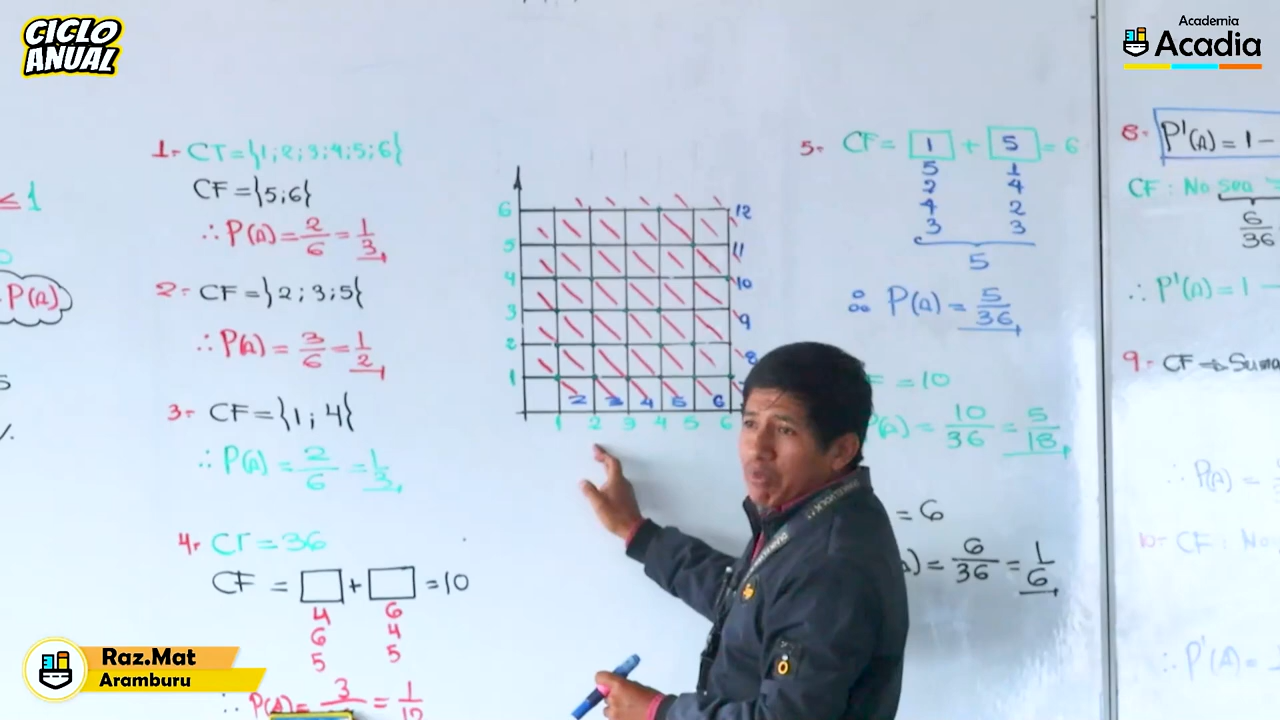 CICLO
ANUAL
Academia
Acadia
≤ 1
P(A)
1.- CT={1;2;3;4;5;6}
CF={5;6}
∴ P(A)= 2/6 = 1/3
2.- CF={2;3;5}
∴ P(A)= 3/6 = 1/2
3.- CF={1;4}
∴ P(A)= 2/6 = 1/3
4.- CT=36
CF = □ + □ =10
4 6
6 4
5 5
∴ P(A)= 3 = 1/12
6 12
5 11
4 10
3 9
2 8
1 2 3 4 5 6
1 2 3 4 5 6
5.- CF= 1 + 5 = 6
5 1
2 4
4 2
3 3
5
∴ P(A) = 5/36
=10
(A)= 10/36 = 5/18
= 6
)= 6/36 = 1/6
8.- P'(A)= 1 -
CF: No sea
6/36
∴ P'(A)= 1 -
9.- CF ⇒ Suma
∴ P(A)=
10.- CF: No
∴ P'(A)=
Raz.Mat
Aramburu